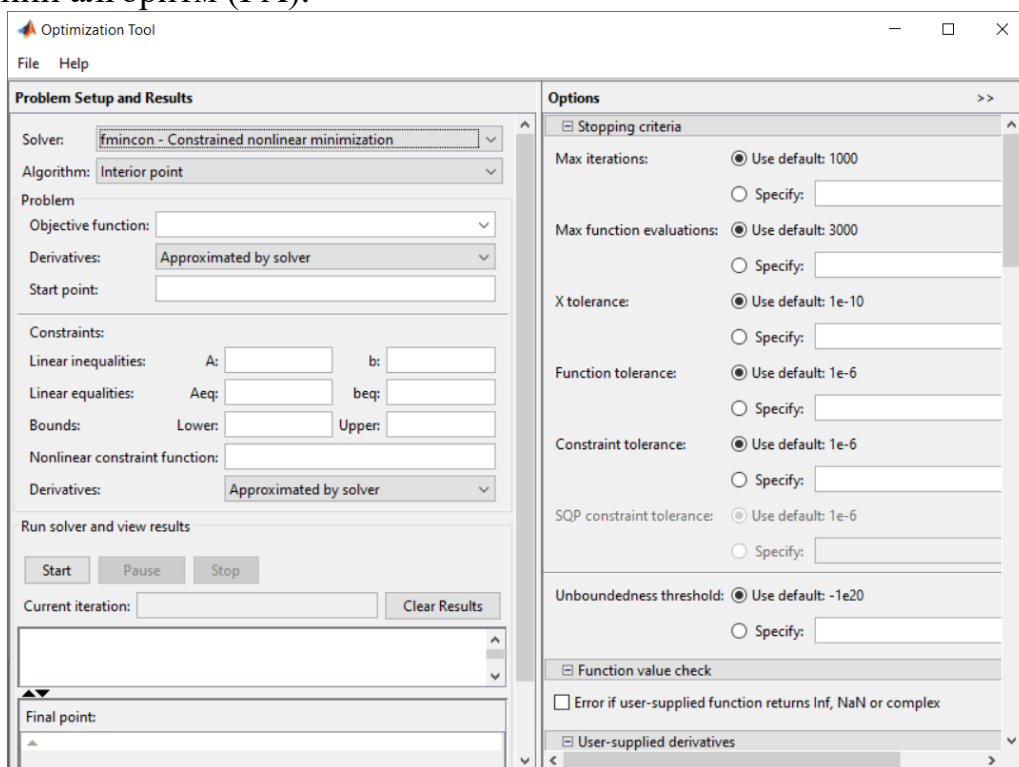 алгоритм (ГА).
Optimization Tool
File Help
Problem Setup and Results
Solver: fmincon - Constrained nonlinear minimization
Algorithm: Interior point
Problem
Objective function:
Derivatives: Approximated by solver
Start point:
Constraints:
Linear inequalities: A: b:
Linear equalities: Aeq: beq:
Bounds: Lower: Upper:
Nonlinear constraint function:
Derivatives: Approximated by solver
Run solver and view results
Start Pause Stop
Current iteration: Clear Results
Final point:
Options >>
Stopping criteria
Max iterations: Use default: 1000
Specify:
Max function evaluations: Use default: 3000
Specify:
X tolerance: Use default: 1e-10
Specify:
Function tolerance: Use default: 1e-6
Specify:
Constraint tolerance: Use default: 1e-6
Specify:
SQP constraint tolerance: Use default: 1e-6
Specify:
Unboundedness threshold: Use default: -1e20
Specify:
Function value check
Error if user-supplied function returns Inf, NaN or complex
User-supplied derivatives